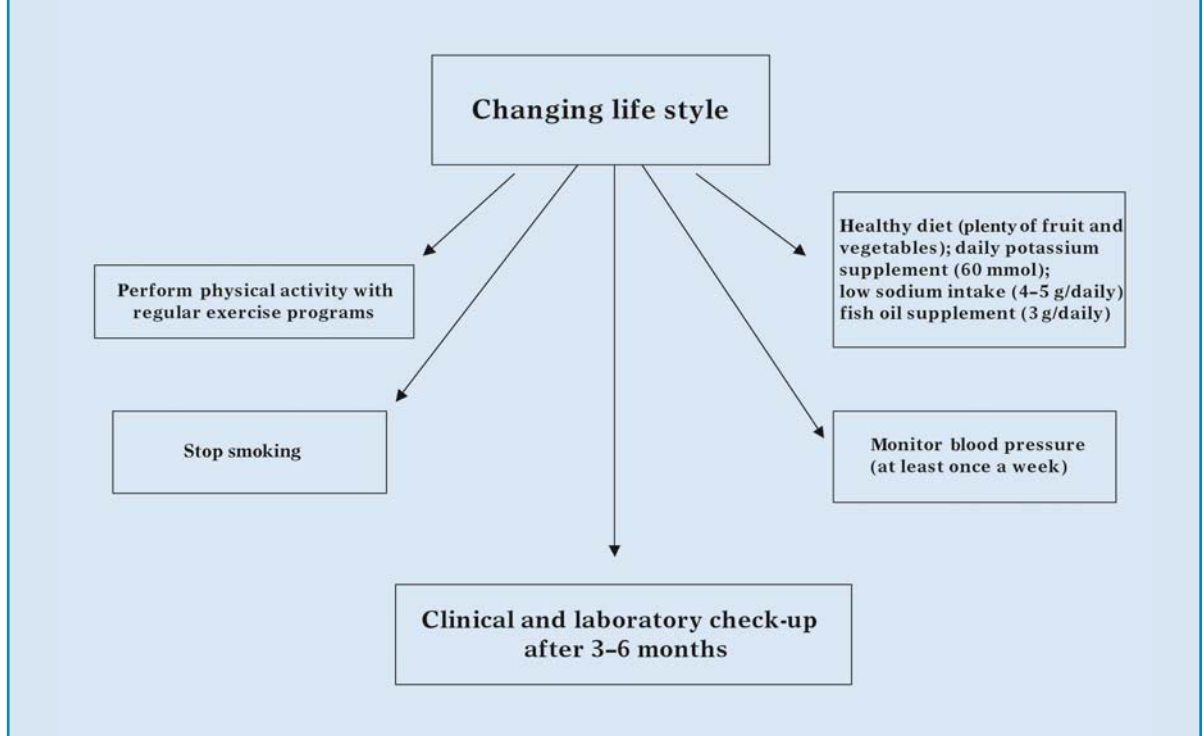 Changing life style
Perform physical activity with
regular exercise programs
Healthy diet (plenty of fruit and
vegetables); daily potassium
supplement (60 mmol);
low sodium intake (4–5 g/daily)
fish oil supplement (3 g/daily)
Stop smoking
Monitor blood pressure
(at least once a week)
Clinical and laboratory check-up
after 3–6 months